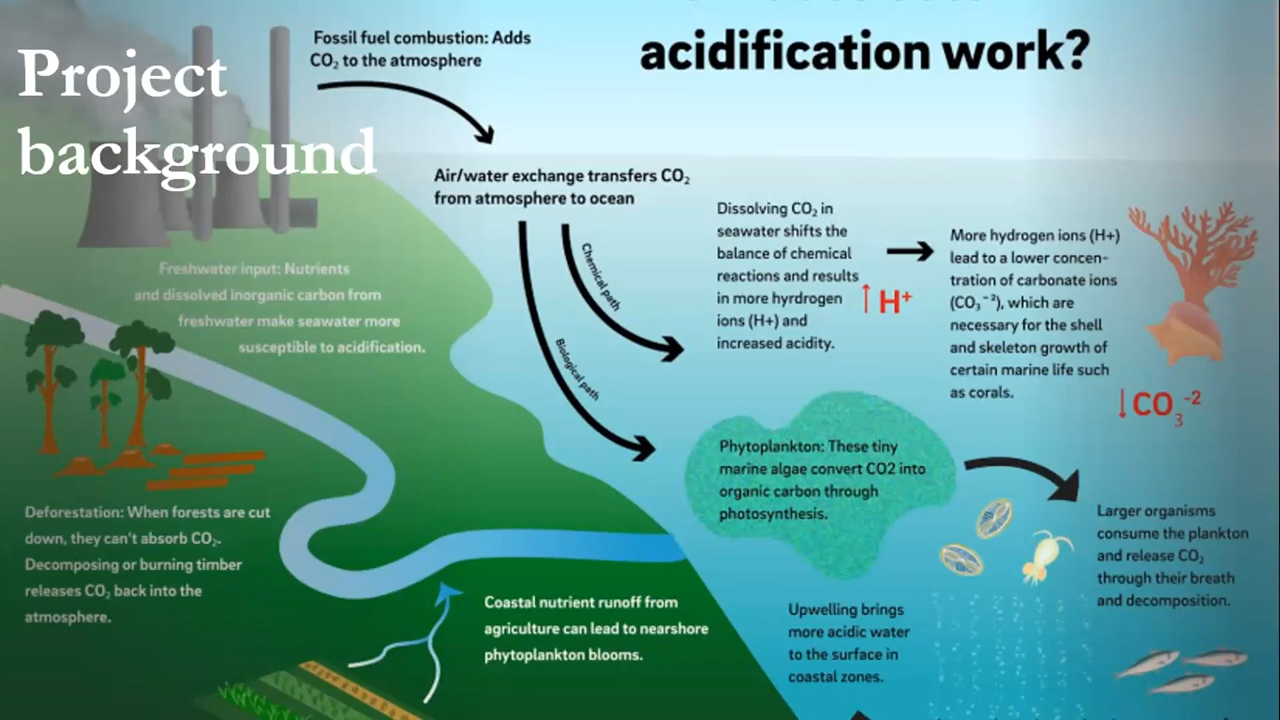 Project
background
acidification work?
Fossil fuel combustion: Adds
CO₂ to the atmosphere
Air/water exchange transfers CO₂
from atmosphere to ocean
Chemical path
Biological path
Dissolving CO₂ in
seawater shifts the
balance of chemical
reactions and results
in more hyrdrogen
ions (H+) and
increased acidity.
↑ H⁺
More hydrogen ions (H+)
lead to a lower concen-
tration of carbonate ions
(CO₃⁻²), which are
necessary for the shell
and skeleton growth of
certain marine life such
as corals.
↓CO₃⁻²
Freshwater input: Nutrients
and dissolved inorganic carbon from
freshwater make seawater more
susceptible to acidification.
Phytoplankton: These tiny
marine algae convert CO2 into
organic carbon through
photosynthesis.
Larger organisms
consume the plankton
and release CO₂
through their breath
and decomposition.
Deforestation: When forests are cut
down, they can't absorb CO₂.
Decomposing or burning timber
releases CO₂ back into the
atmosphere.
Coastal nutrient runoff from
agriculture can lead to nearshore
phytoplankton blooms.
Upwelling brings
more acidic water
to the surface in
coastal zones.